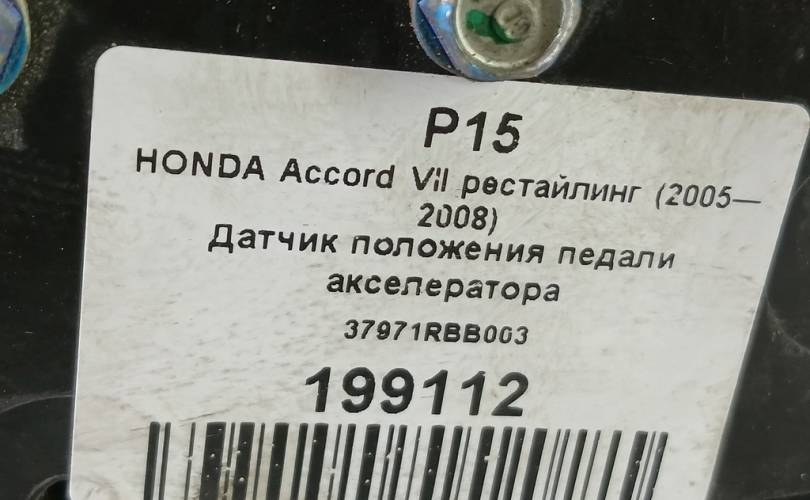 P15
HONDA Accord VII рестайлинг (2005—
2008)
Датчик положения педали
акселератора
37971RBB003
199112